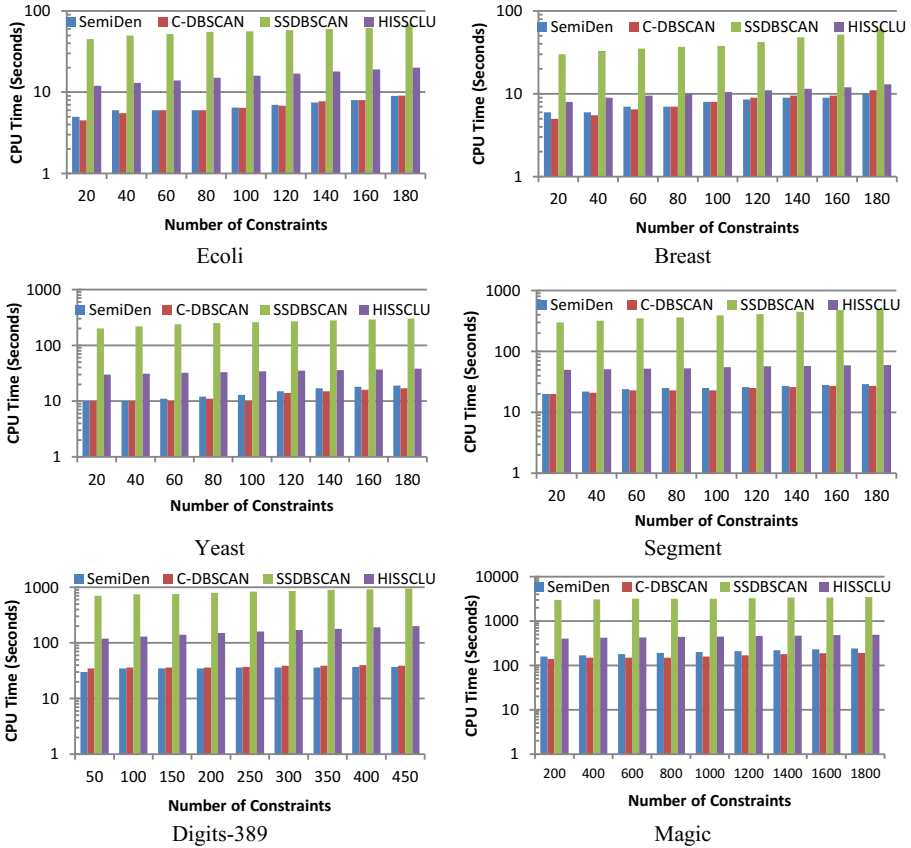 SemiDen C-DBSCAN SSDBSCAN HISSCLU
CPU Time (Seconds)
100
10
1
20 40 60 80 100 120 140 160 180
Number of Constraints
Ecoli
SemiDen C-DBSCAN SSDBSCAN HISSCLU
CPU Time (Seconds)
100
10
1
20 40 60 80 100 120 140 160 180
Number of Constraints
Breast
SemiDen C-DBSCAN SSDBSCAN HISSCLU
CPU Time (Seconds)
1000
100
10
1
20 40 60 80 100 120 140 160 180
Number of Constraints
Yeast
SemiDen C-DBSCAN SSDBSCAN HISSCLU
CPU Time (Seconds)
1000
100
10
1
20 40 60 80 100 120 140 160 180
Number of Constraints
Segment
SemiDen C-DBSCAN SSDBSCAN HISSCLU
CPU Time (Seconds)
1000
100
10
1
50 100 150 200 250 300 350 400 450
Number of Constraints
Digits-389
SemiDen C-DBSCAN SSDBSCAN HISSCLU
CPU Time (Seconds)
10000
1000
100
10
1
200 400 600 800 1000 1200 1400 1600 1800
Number of Constraints
Magic